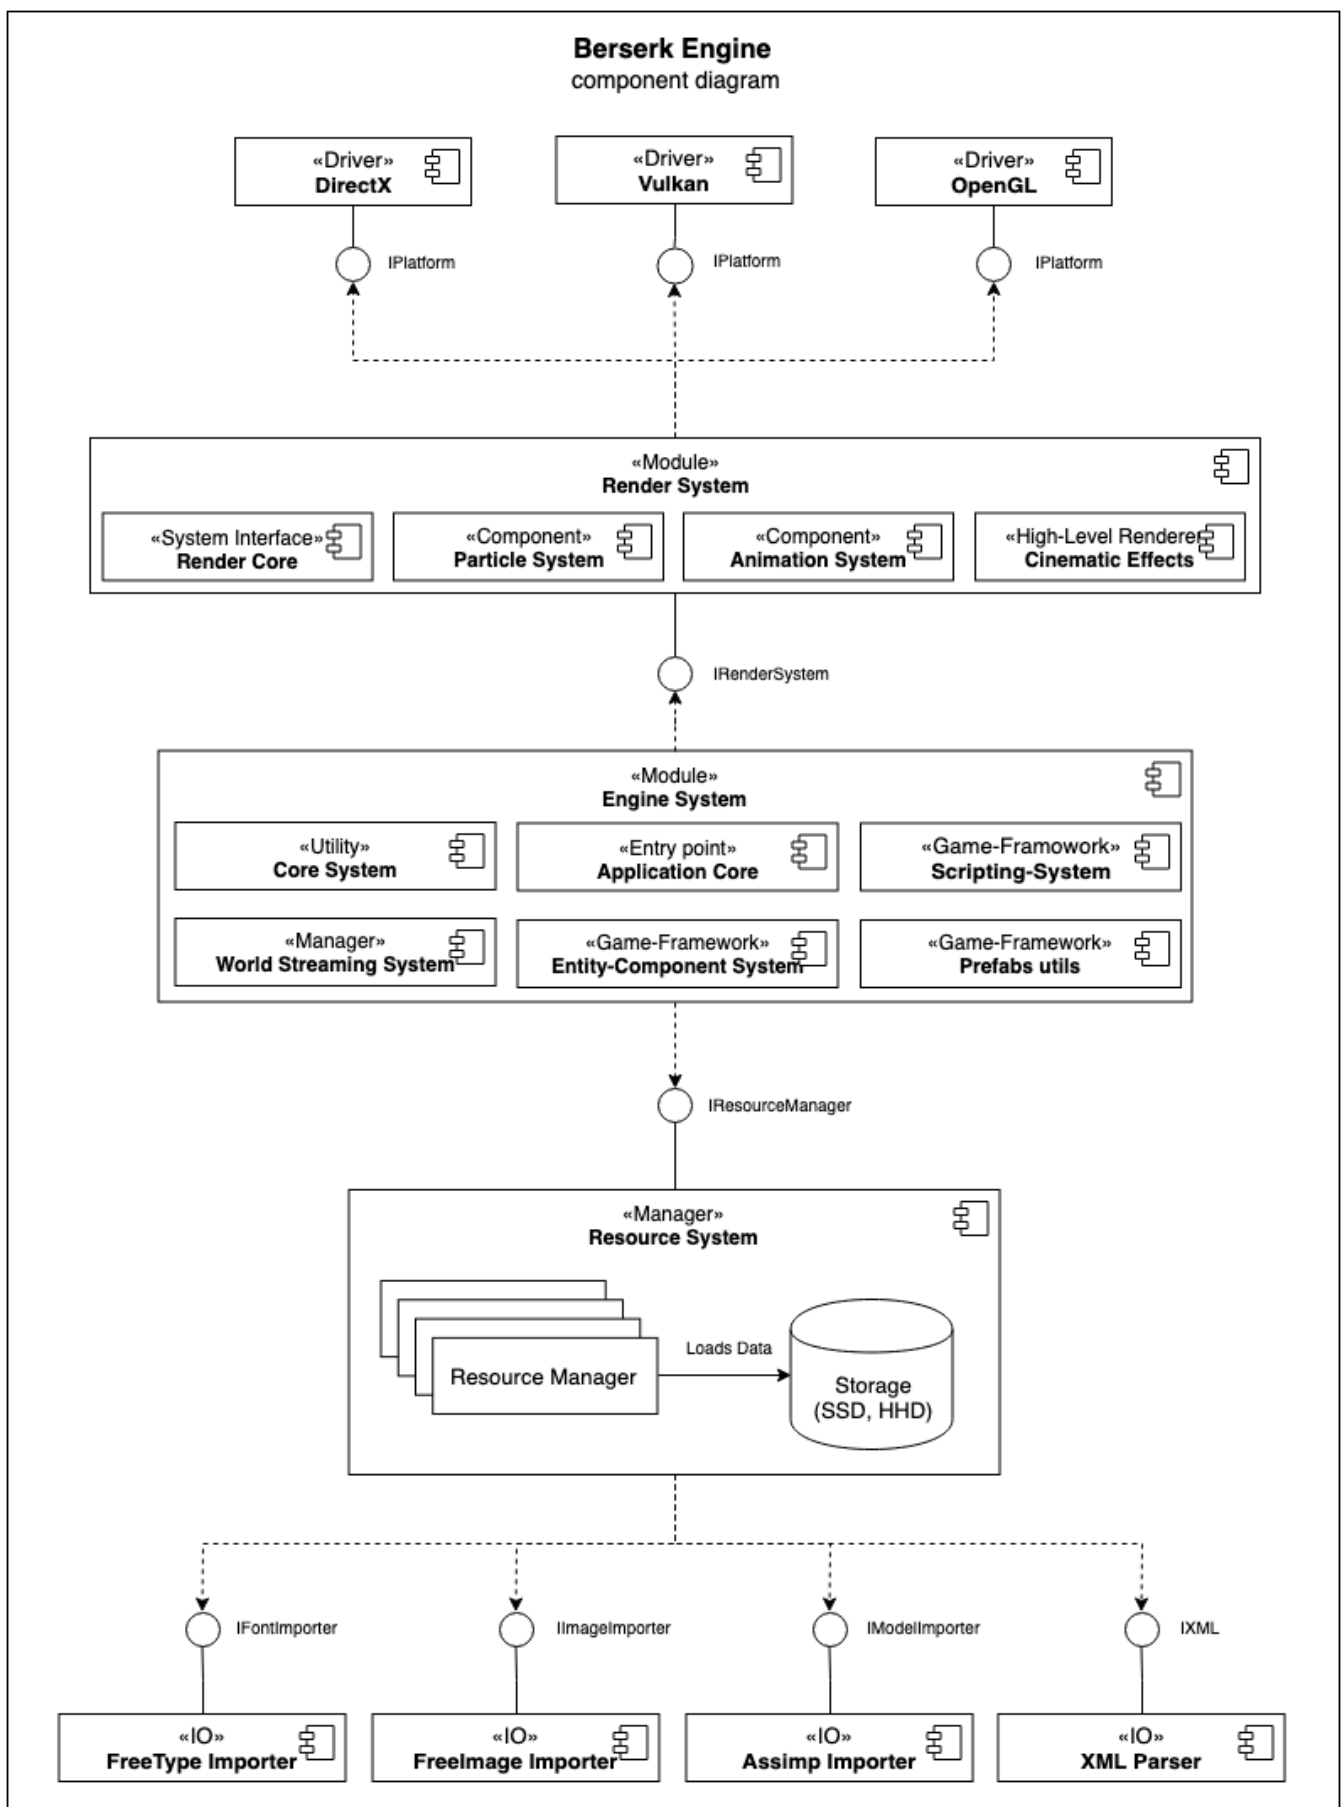 Berserk Engine
component diagram
«Driver»
DirectX
«Driver»
Vulkan
«Driver»
OpenGL
IPlatform
IPlatform
IPlatform
«Module»
Render System
«System Interface»
Render Core
«Component»
Particle System
«Component»
Animation System
«High-Level Renderer
Cinematic Effects
IRenderSystem
«Module»
Engine System
«Utility»
Core System
«Entry point»
Application Core
«Game-Framowork»
Scripting-System
«Manager»
World Streaming System
«Game-Framework»
Entity-Component System
«Game-Framework»
Prefabs utils
IResourceManager
«Manager»
Resource System
Resource Manager
Loads Data
Storage
(SSD, HHD)
IFontImporter
IImageImporter
IModelImporter
IXML
«IO»
FreeType Importer
«IO»
FreeImage Importer
«IO»
Assimp Importer
«IO»
XML Parser